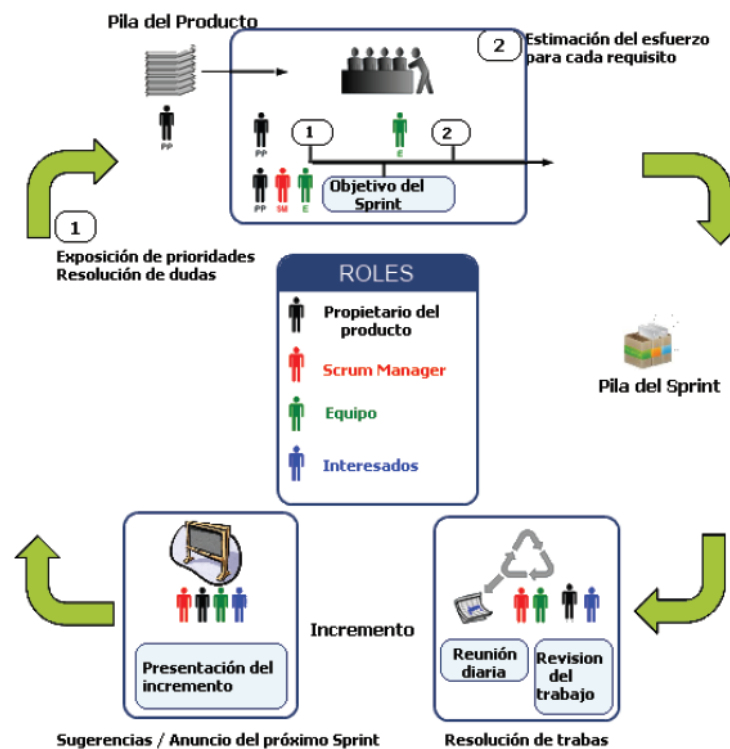 Pila del Producto
PP
2
Estimación del esfuerzo
para cada requisito
PP
1
E
2
PP
SM
E
Objetivo del
Sprint
1
Exposición de prioridades
Resolución de dudas
ROLES
Propietario del
producto
Scrum Manager
Equipo
Interesados
Pila del Sprint
Presentación del
incremento
Sugerencias / Anuncio del próximo Sprint
Incremento
Reunión
diaria
Revision
del
trabajo
Resolución de trabas